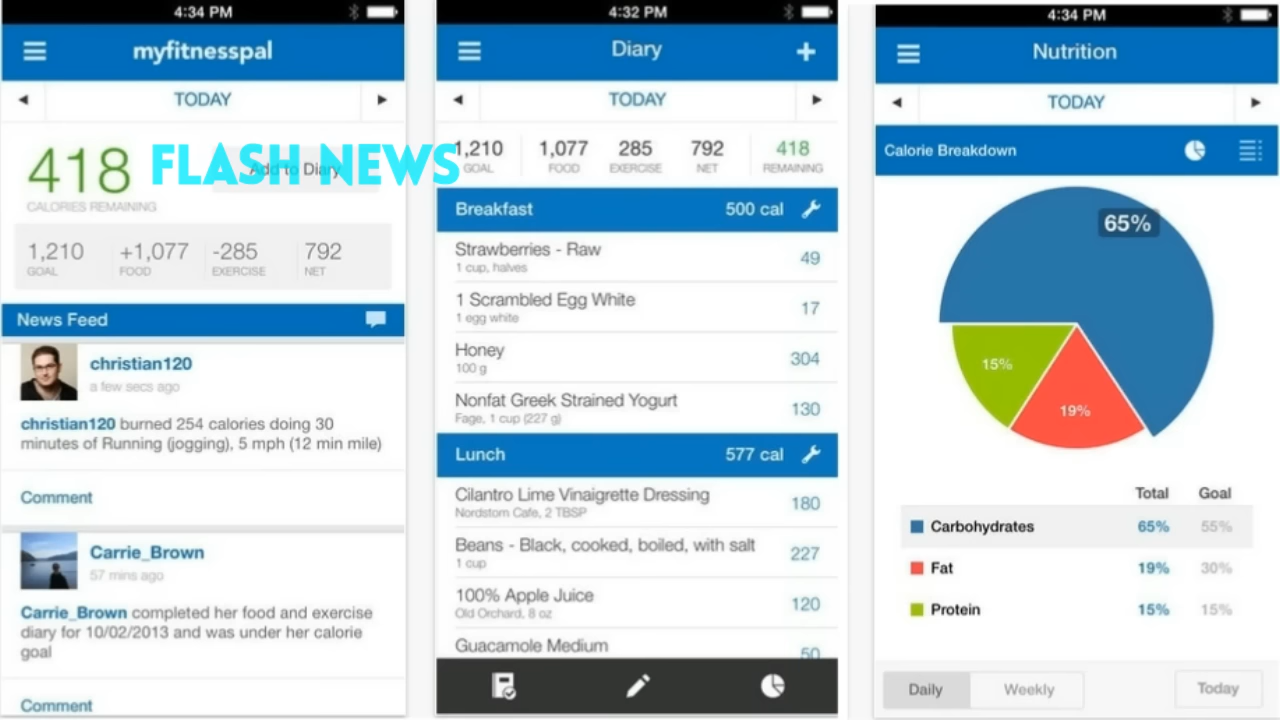 4:34 PM
myfitnesspal
TODAY
418
FLASH NEWS
Add to Diary
CALORIES REMAINING
1,210 +1,077 -285 792
GOAL FOOD EXERCISE NET
News Feed
christian120
a few secs ago
christian120 burned 254 calories doing 30
minutes of Running (jogging), 5 mph (12 min mile)
Comment
Carrie_Brown
57 mins ago
Carrie_Brown completed her food and exercise
diary for 10/02/2013 and was under her calorie
goal
Comment
4:32 PM
Diary
TODAY
1,210 1,077 285 792 418
GOAL FOOD EXERCISE NET REMAINING
Breakfast 500 cal
Strawberries - Raw 49
1 cup, halves
1 Scrambled Egg White 17
1 egg white
Honey 304
100 g
Nonfat Greek Strained Yogurt 130
Fage, 1 cup (227 g)
Lunch 577 cal
Cilantro Lime Vinaigrette Dressing 180
Nordstom Cafe, 2 TBSP
Beans - Black, cooked, boiled, with salt 227
1 cup
100% Apple Juice 120
Old Orchard, 8 oz
Guacamole Medium 50
4:34 PM
Nutrition
TODAY
Calorie Breakdown
65%
15%
19%
Total Goal
Carbohydrates 65% 55%
Fat 19% 30%
Protein 15% 15%
Daily Weekly Today